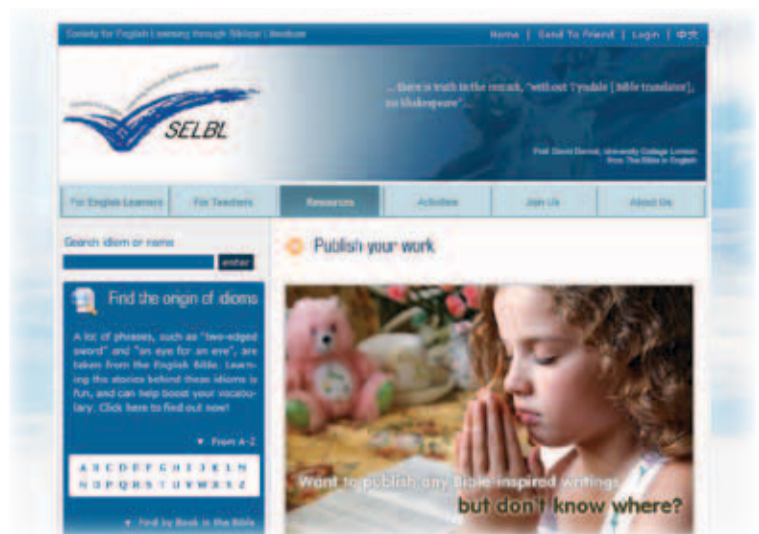 Society for English Learning through Biblical Literature
Home | Send To Friend | Login | 中文
SELBL
... there is truth in the remark, "without Tyndale [Bible translator],
no Shakespeare"...
Prof. David Daniell, University College London
from The Bible in English
For English Learners
For Teachers
Resources
Activities
Join Us
About Us
Search idiom or name
enter
Publish your work
Find the origin of idioms
A lot of phrases, such as "two-edged
sword" and "an eye for an eye", are
taken from the English Bible. Learn-
ing the stories behind these idioms is
fun, and can help boost your vocabu-
lary. Click here to find out now!
▼ From A-Z
A B C D E F G H I J K L M
N O P Q R S T U V W X Y Z
▼ Find by Book in the Bible
Want to publish any Bible-inspired writings
but don't know where?